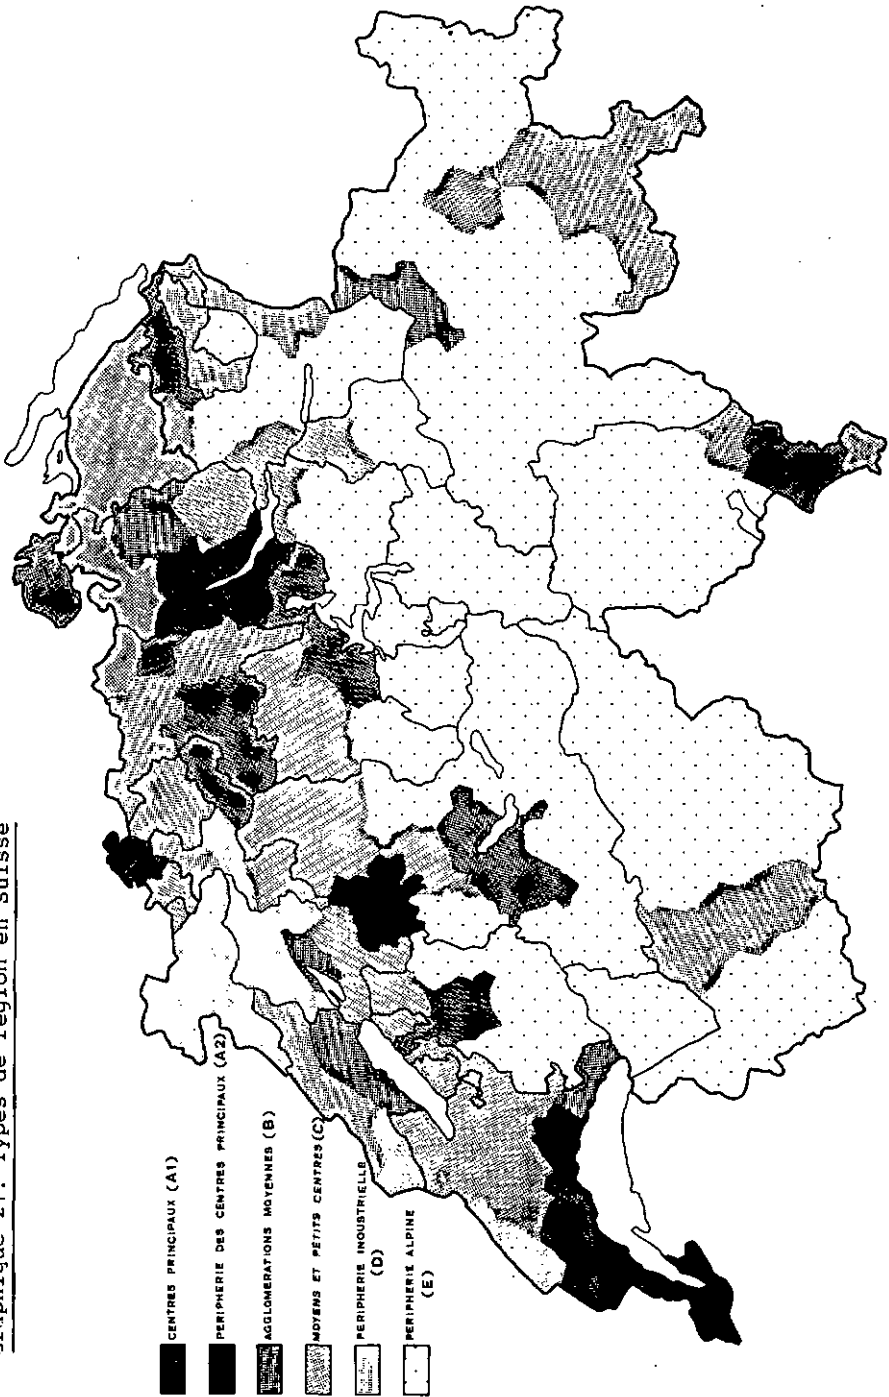 Graphique 27: Types de région en Suisse
CENTRES PRINCIPAUX (A1)
PERIPHERIE DES CENTRES PRINCIPAUX (A2)
AGGLOMERATIONS MOYENNES (B)
MOYENS ET PETITS CENTRES (C)
PERIPHERIE INDUSTRIELLE
(D)
PERIPHERIE ALPINE
(E)